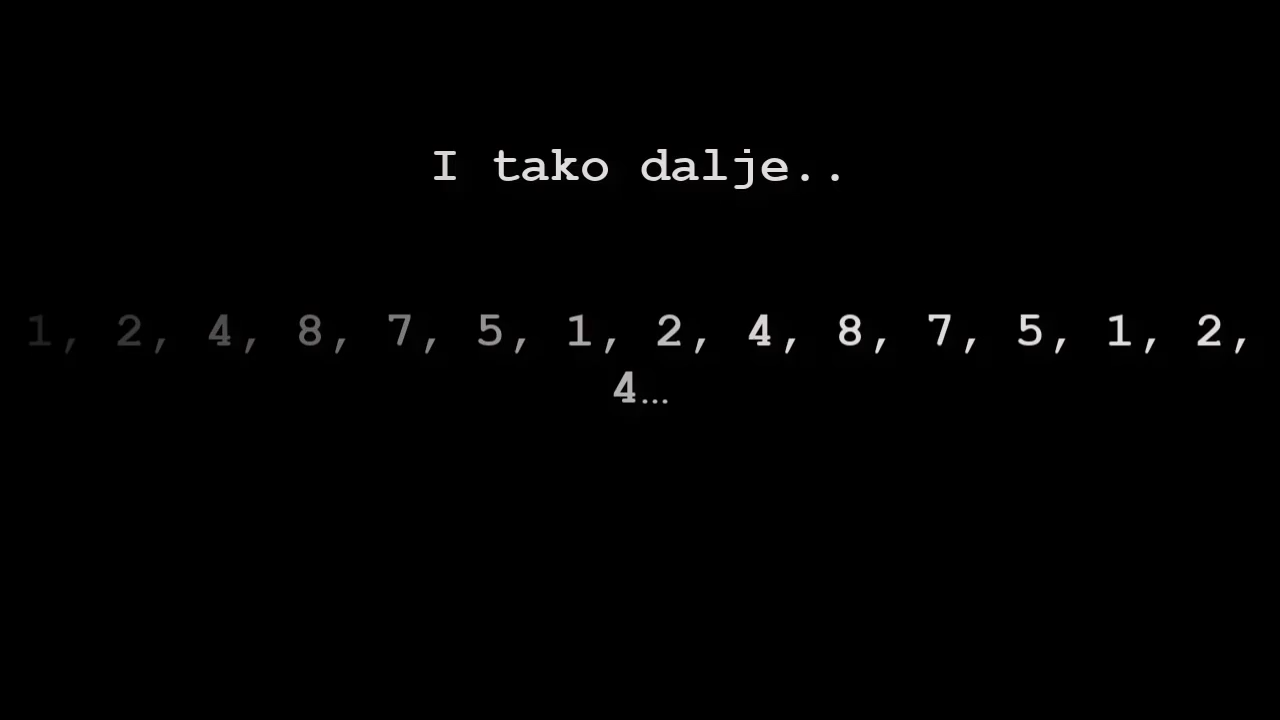 I tako dalje..
1, 2, 4, 8, 7, 5, 1, 2, 4, 8, 7, 5, 1, 2,
4…